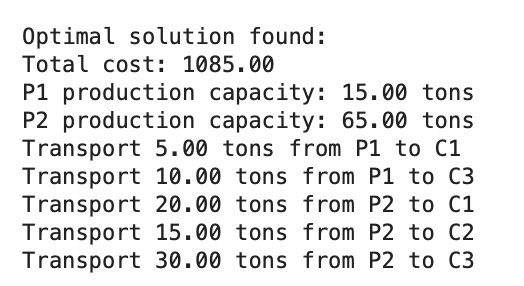 Optimal solution found:
Total cost: 1085.00
P1 production capacity: 15.00 tons
P2 production capacity: 65.00 tons
Transport 5.00 tons from P1 to C1
Transport 10.00 tons from P1 to C3
Transport 20.00 tons from P2 to C1
Transport 15.00 tons from P2 to C2
Transport 30.00 tons from P2 to C3